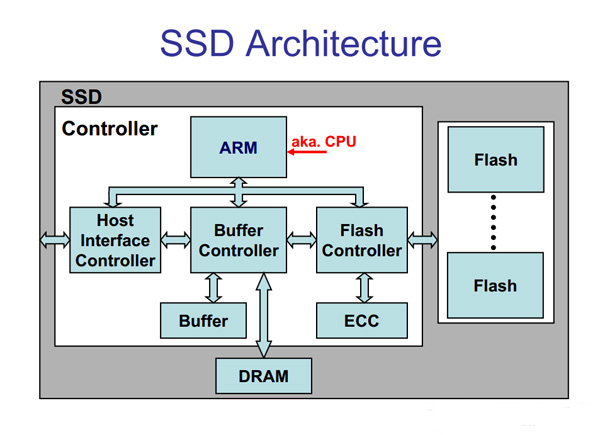 SSD Architecture
SSD
Controller
ARM
aka. CPU
Host
Interface
Controller
Buffer
Controller
Flash
Controller
Buffer
ECC
DRAM
Flash
Flash